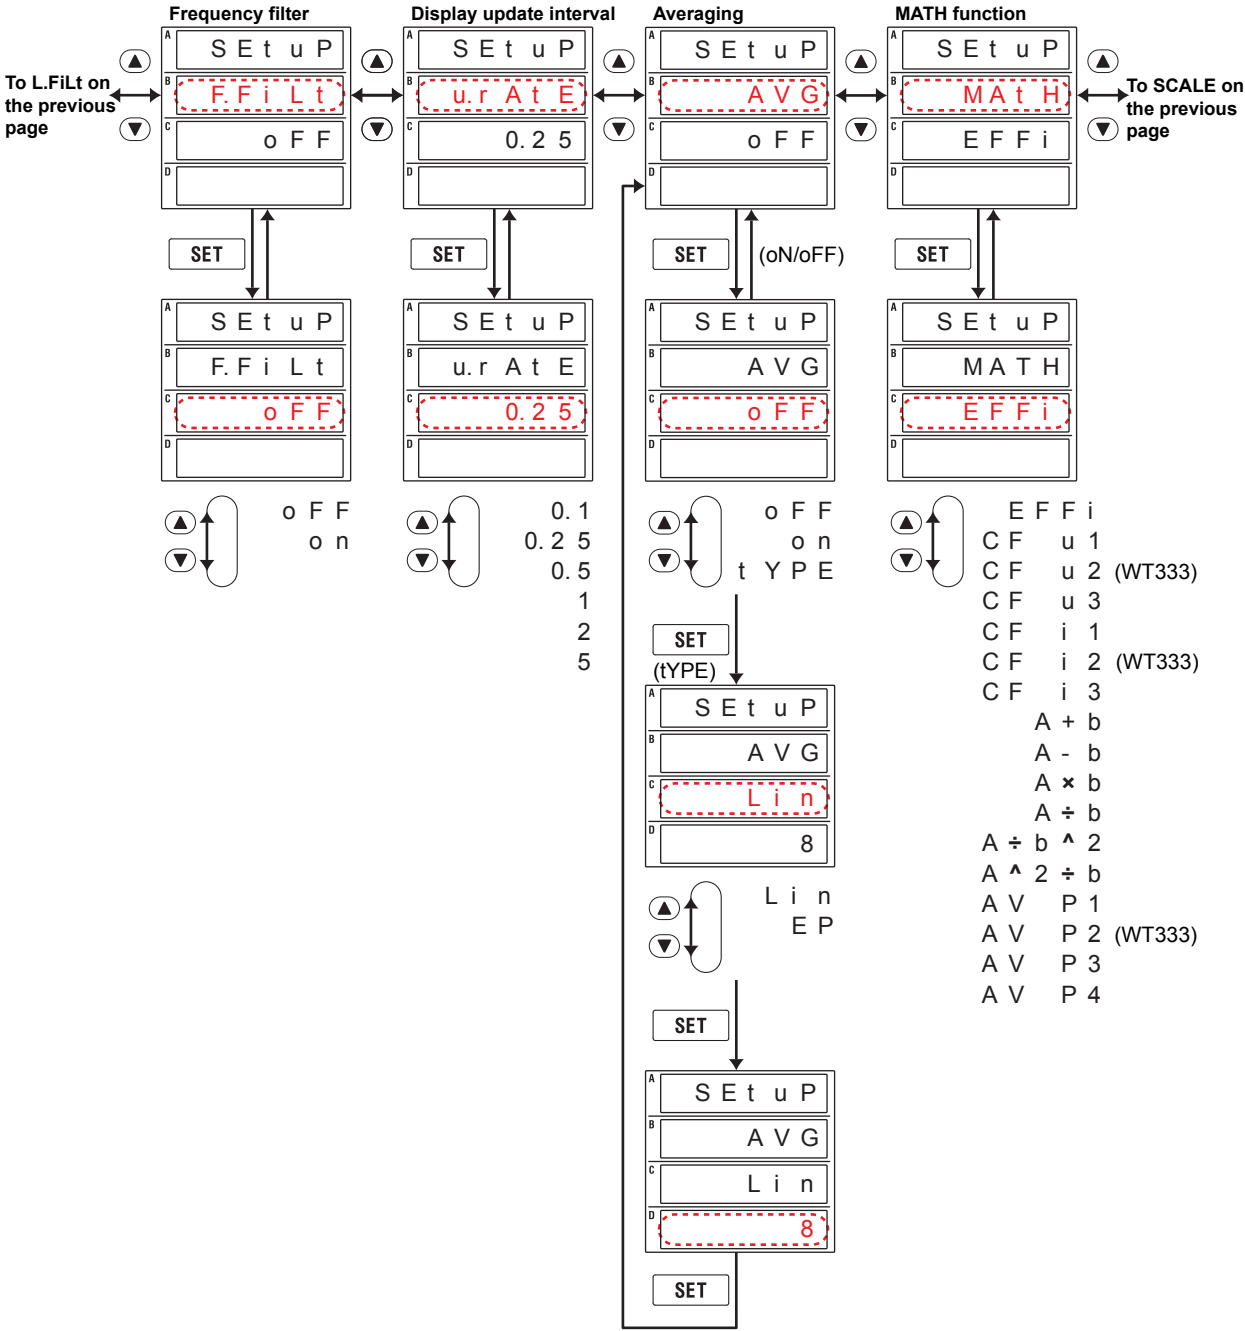 Frequency filter
Display update interval
Averaging
MATH function
To L.FiLt on
the previous
page
A SEtuP
B F.FiLt
C oFF
D
A SEtuP
B u.rAtE
C 0.25
D
A SEtuP
B AVG
C oFF
D
A SEtuP
B MAtH
C EFFi
D
To SCALE on
the previous
page
SET
SET
SET
(oN/oFF)
SET
A SEtuP
B F.FiLt
C oFF
D
A SEtuP
B u.rAtE
C 0.25
D
A SEtuP
B AVG
C oFF
D
A SEtuP
B MATH
C EFFi
D
oFF
on
0.1
0.25
0.5
1
2
5
oFF
on
tYPE
SET
(tYPE)
A SEtuP
B AVG
C Lin
D 8
Lin
EP
SET
A SEtuP
B AVG
C Lin
D 8
SET
EFFi
CF u1
CF u2 (WT333)
CF u3
CF i1
CF i2 (WT333)
CF i3
A+b
A-b
A×b
A÷b
A÷b^2
A^2÷b
AV P1
AV P2 (WT333)
AV P3
AV P4